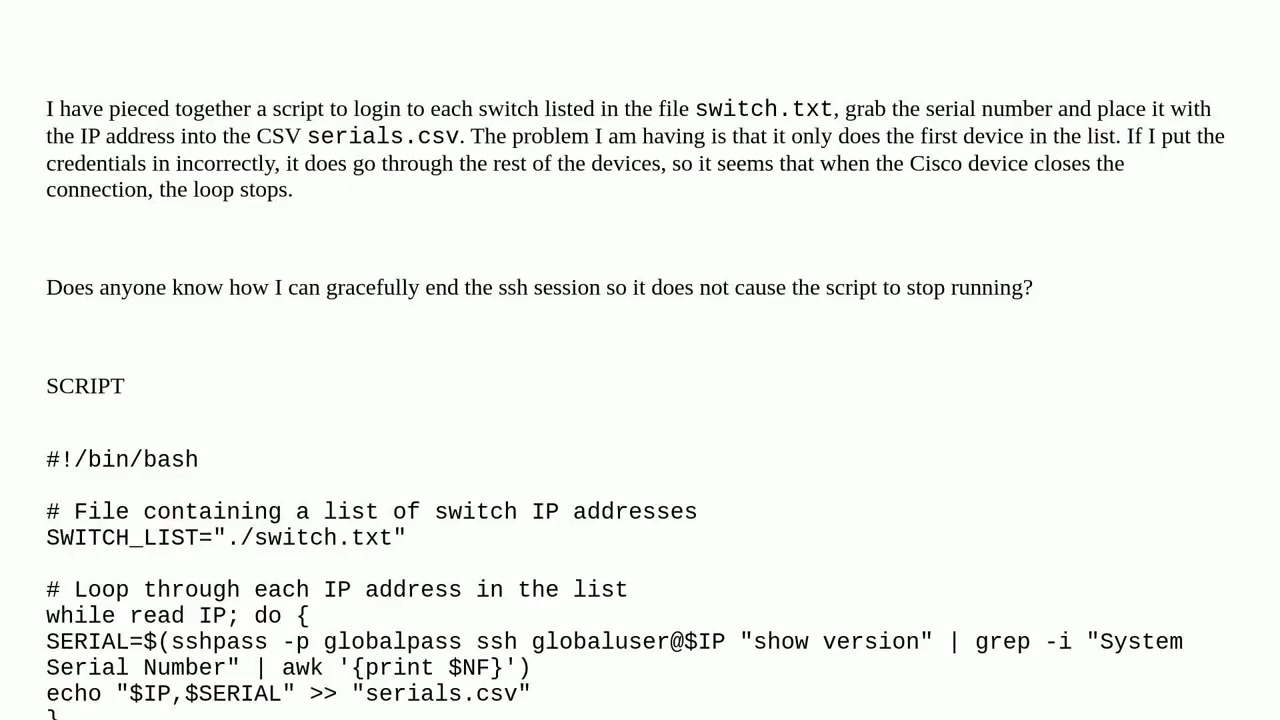 I have pieced together a script to login to each switch listed in the file switch.txt, grab the serial number and place it with
the IP address into the CSV serials.csv. The problem I am having is that it only does the first device in the list. If I put the
credentials in incorrectly, it does go through the rest of the devices, so it seems that when the Cisco device closes the
connection, the loop stops.
Does anyone know how I can gracefully end the ssh session so it does not cause the script to stop running?
SCRIPT
#!/bin/bash
# File containing a list of switch IP addresses
SWITCH_LIST="./switch.txt"
# Loop through each IP address in the list
while read IP; do {
SERIAL=$(sshpass -p globalpass ssh globaluser@$IP "show version" | grep -i "System
Serial Number" | awk '{print $NF}')
echo "$IP,$SERIAL" >> "serials.csv"
}